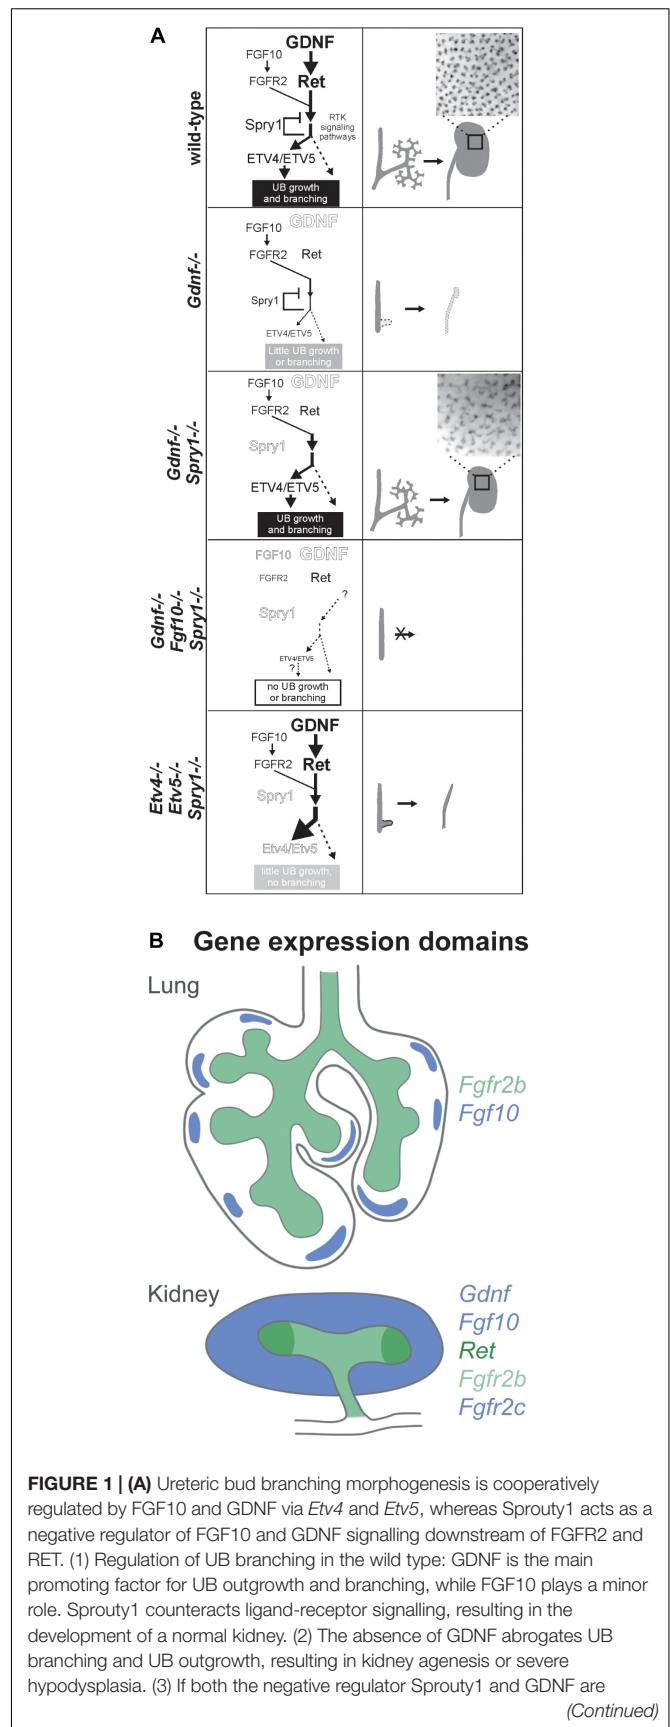 A
wild-type
GDNF
FGF10
FGFR2
Ret
Spry1
RTK
signaling
pathways
ETV4/ETV5
UB growth
and branching
Gdnf-/-
GDNF
FGF10
FGFR2
Ret
Spry1
ETV4/ETV5
Little UB growth
or branching
Gdnf-/-
Spry1-/-
FGF10
GDNF
FGFR2
Ret
Spry1
ETV4/ETV5
UB growth
and branching
Gdnf-/-
Fgf10-/-
Spry1-/-
FGF10
GDNF
FGFR2
Ret
?
Spry1
ETV4/ETV5
?
no UB growth
or branching
Etv4-/-
Etv5-/-
Spry1-/-
GDNF
FGF10
FGFR2
Ret
Spry1
Etv4/Etv5
little UB growth,
no branching
B Gene expression domains
Lung
Fgfr2b
Fgf10
Kidney
Gdnf
Fgf10
Ret
Fgfr2b
Fgfr2c
FIGURE 1 | (A) Ureteric bud branching morphogenesis is cooperatively
regulated by FGF10 and GDNF via Etv4 and Etv5, whereas Sprouty1 acts as a
negative regulator of FGF10 and GDNF signalling downstream of FGFR2 and
RET. (1) Regulation of UB branching in the wild type: GDNF is the main
promoting factor for UB outgrowth and branching, while FGF10 plays a minor
role. Sprouty1 counteracts ligand-receptor signalling, resulting in the
development of a normal kidney. (2) The absence of GDNF abrogates UB
branching and UB outgrowth, resulting in kidney agenesis or severe
hypodysplasia. (3) If both the negative regulator Sprouty1 and GDNF are
(Continued)